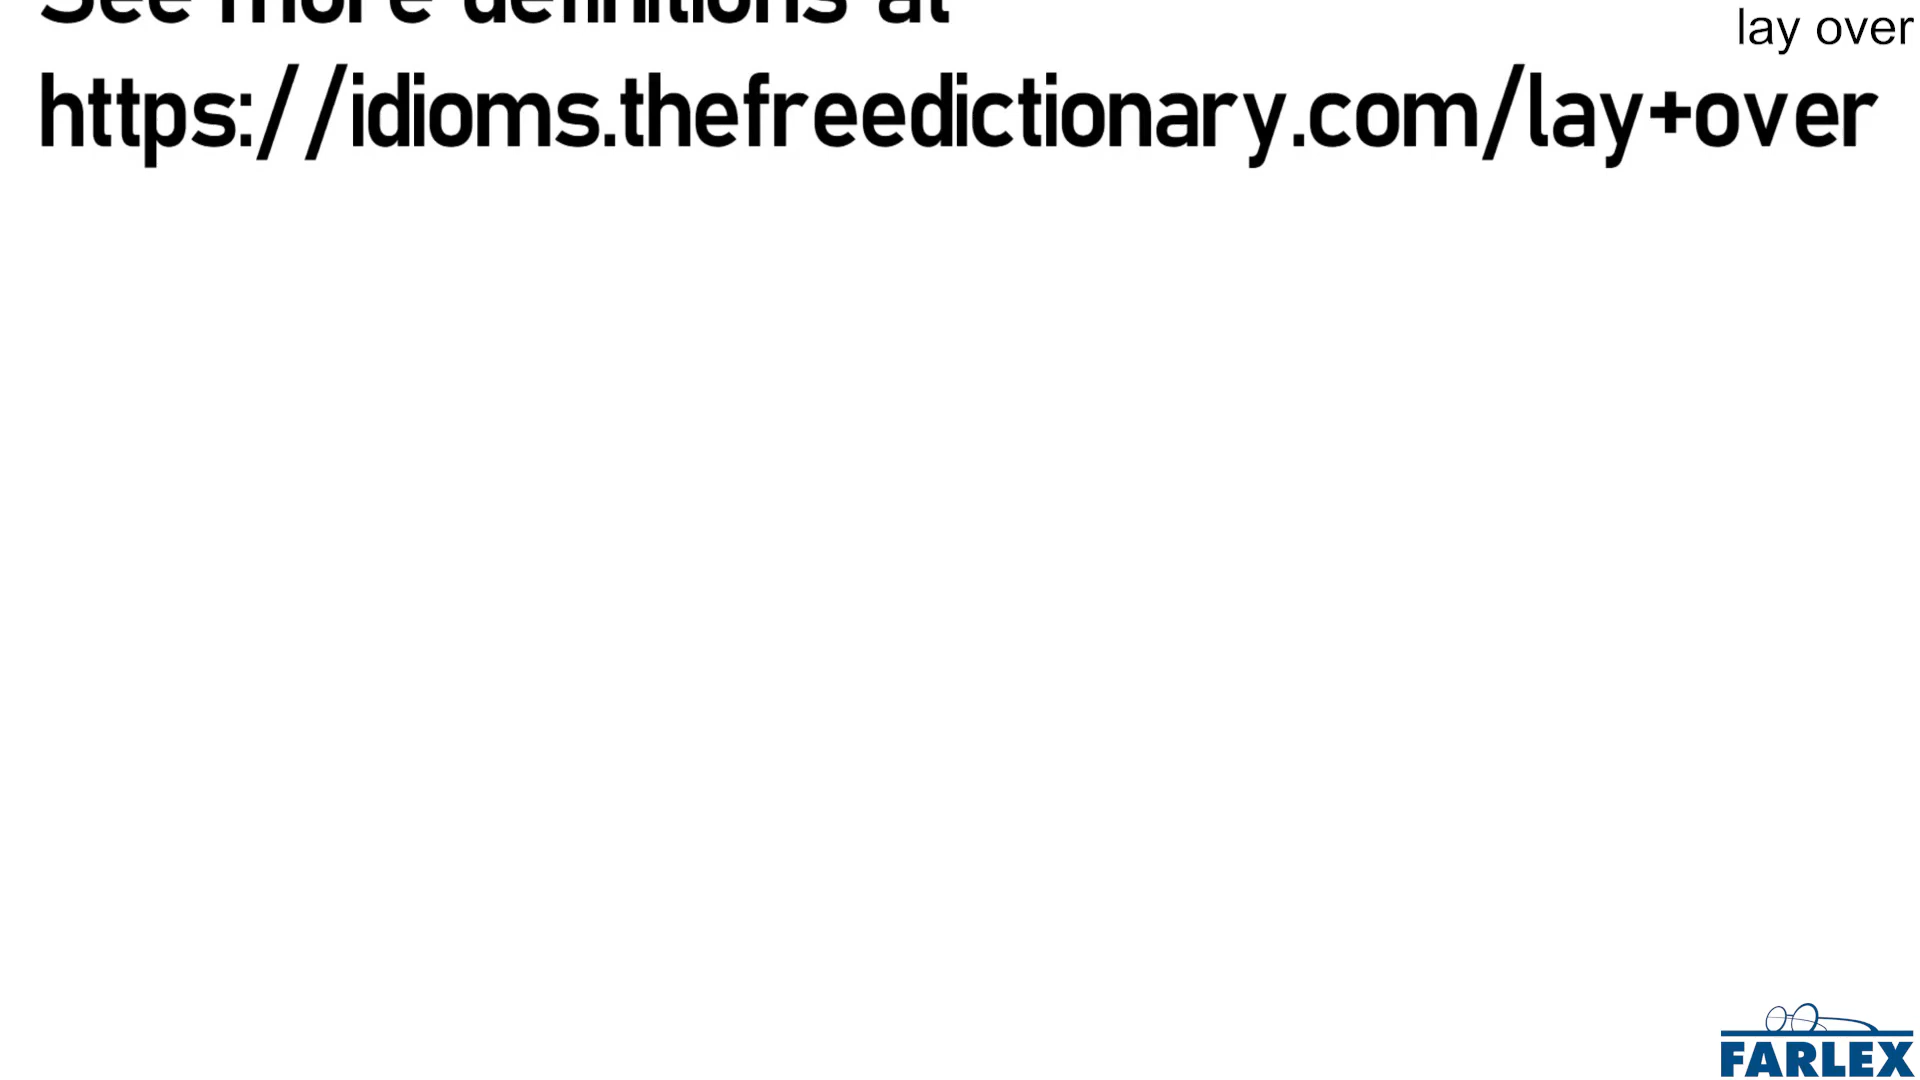 See more definitions at
lay over
https://idioms.thefreedictionary.com/lay+over
FARLEX